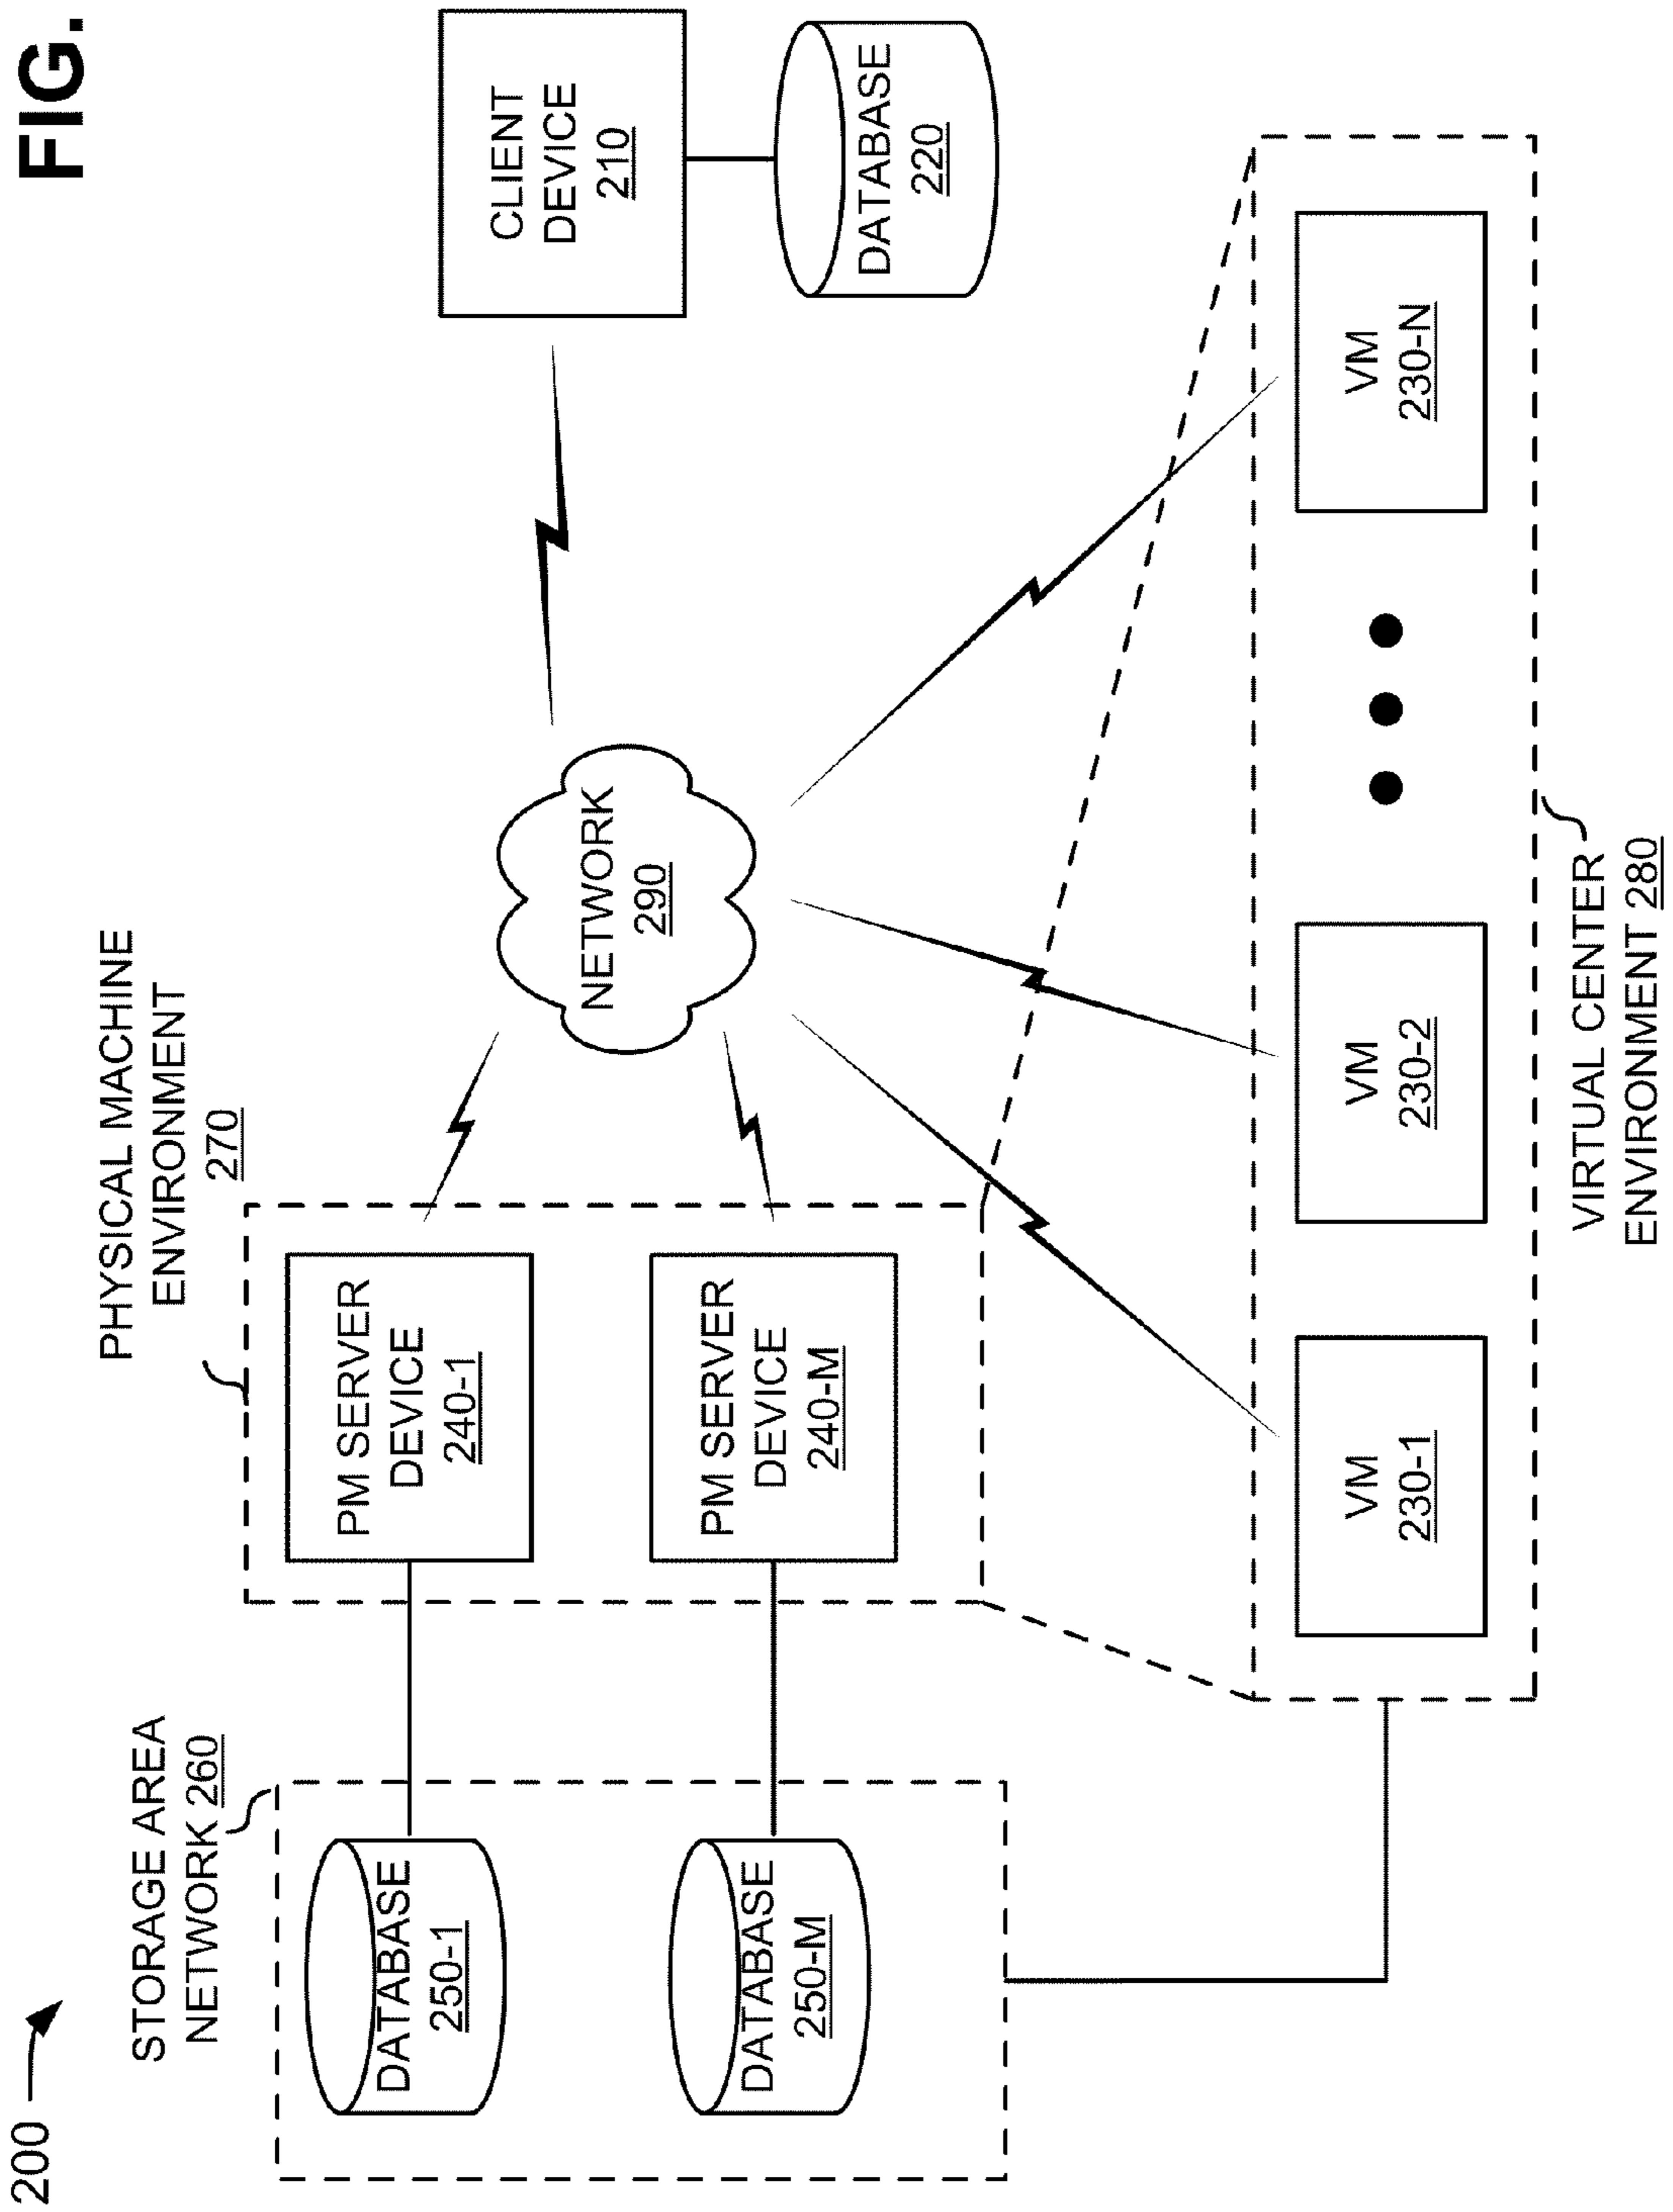 FIG.
200
STORAGE AREA
NETWORK 260
PHYSICAL MACHINE
ENVIRONMENT
270
DATABASE
250-1
PM SERVER
DEVICE
240-1
DATABASE
250-M
PM SERVER
DEVICE
240-M
NETWORK
290
CLIENT
DEVICE
210
DATABASE
220
VM
230-1
VM
230-2
VM
230-N
VIRTUAL CENTER
ENVIRONMENT 280